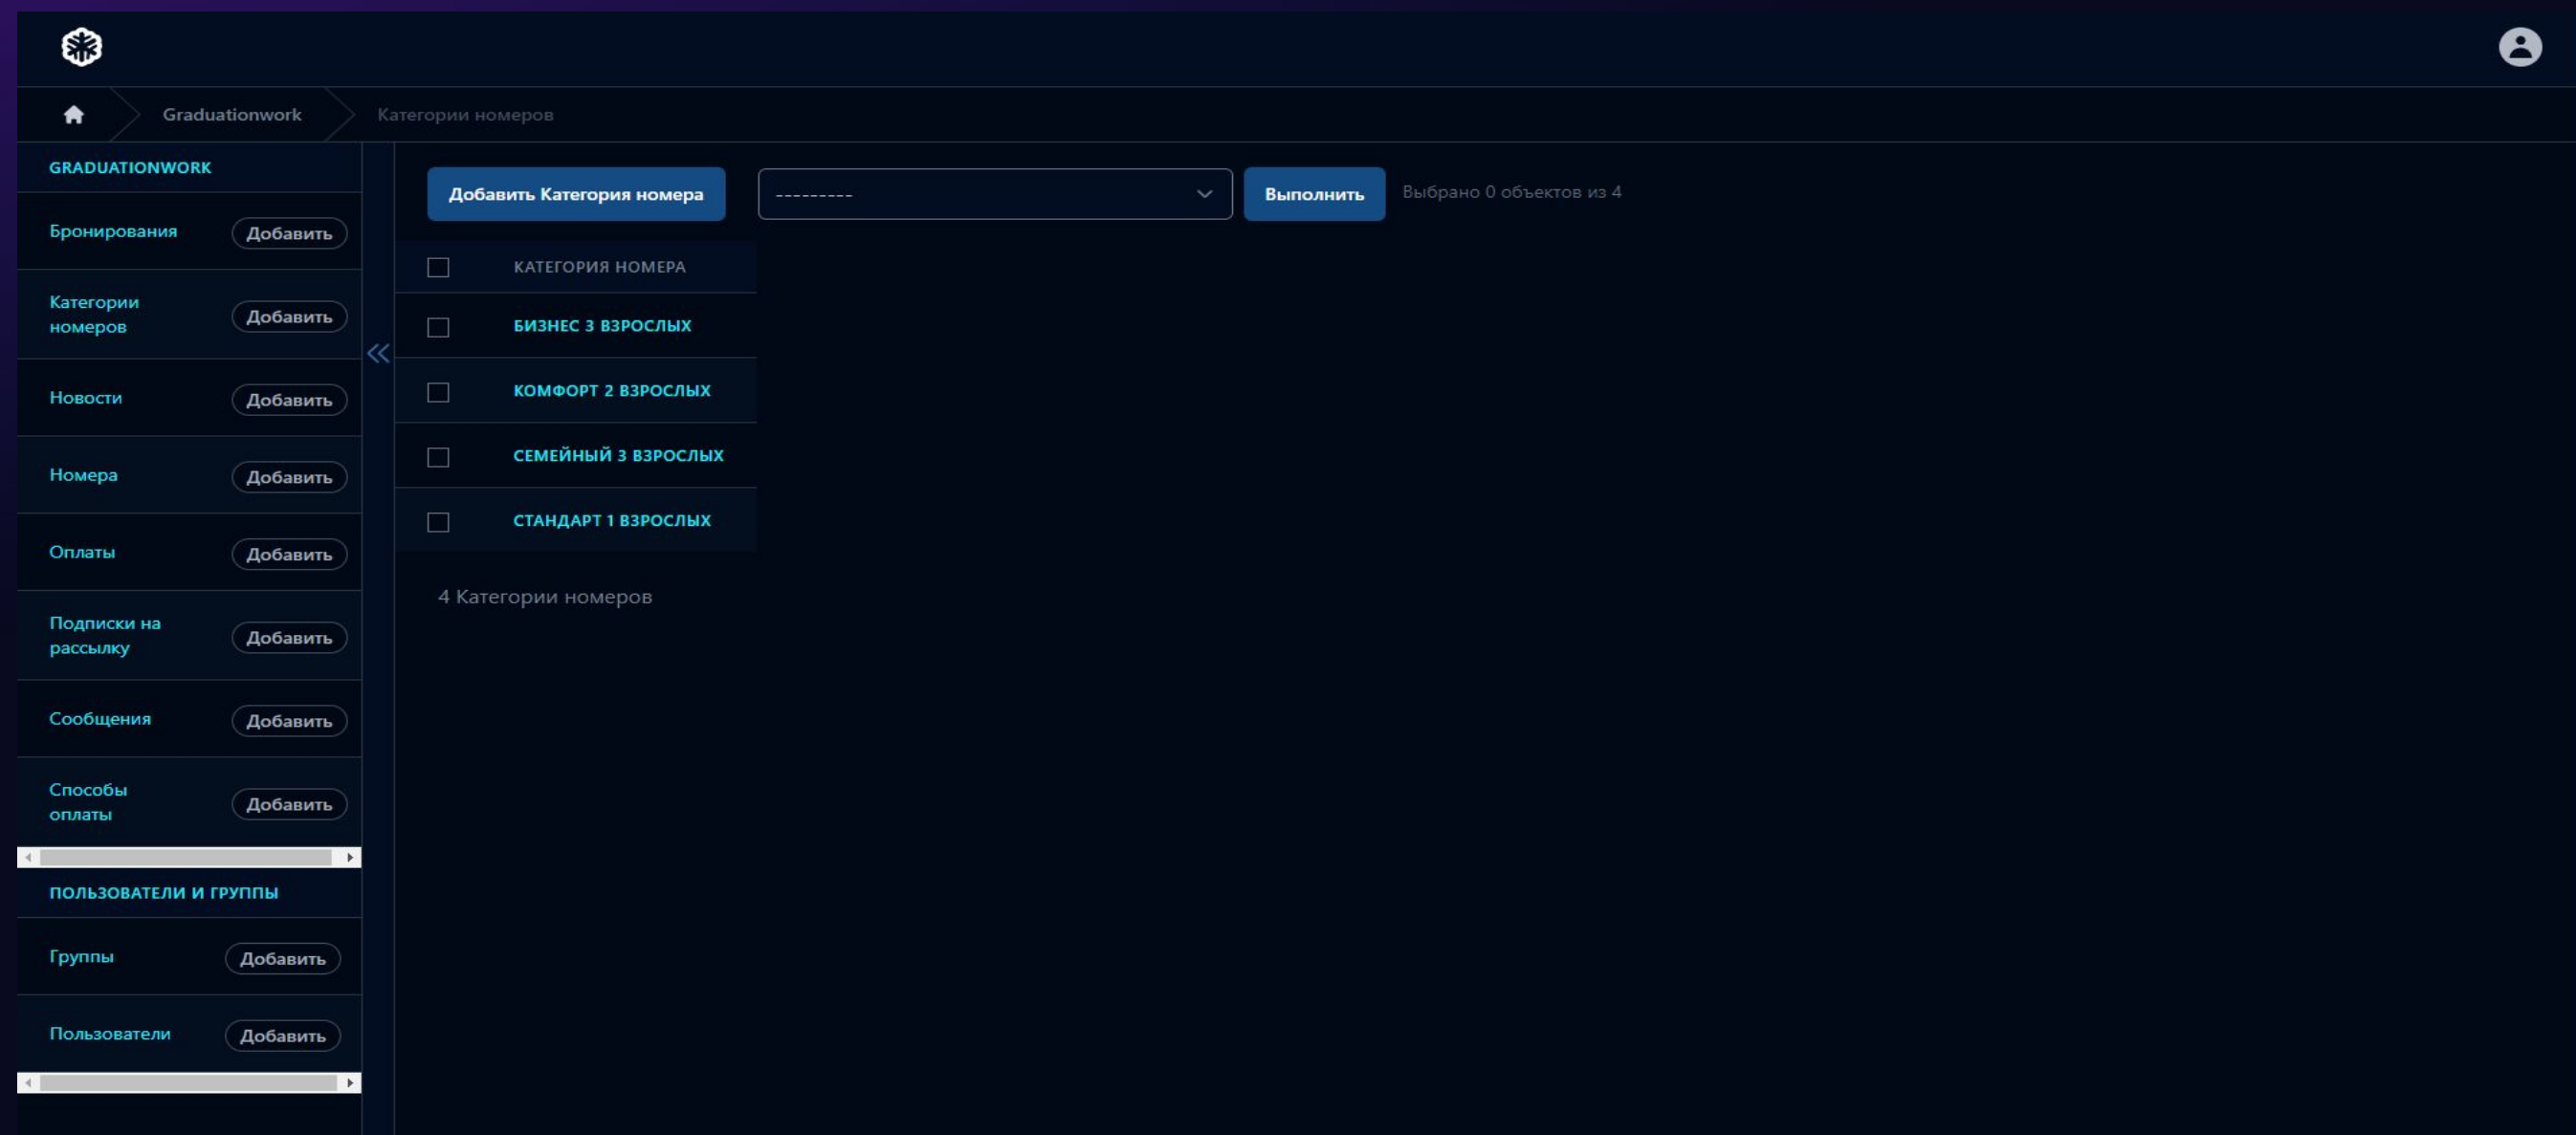 Graduationwork
Категории номеров
GRADUATIONWORK
Бронирования
Добавить
Категории
номеров
Добавить
Новости
Добавить
Номера
Добавить
Оплаты
Добавить
Подписки на
рассылку
Добавить
Сообщения
Добавить
Способы
оплаты
Добавить
ПОЛЬЗОВАТЕЛИ И ГРУППЫ
Группы
Добавить
Пользователи
Добавить
Добавить Категория номера
---------
Выполнить
Выбрано 0 объектов из 4
КАТЕГОРИЯ НОМЕРА
БИЗНЕС 3 ВЗРОСЛЫХ
КОМФОРТ 2 ВЗРОСЛЫХ
СЕМЕЙНЫЙ 3 ВЗРОСЛЫХ
СТАНДАРТ 1 ВЗРОСЛЫХ
4 Категории номеров